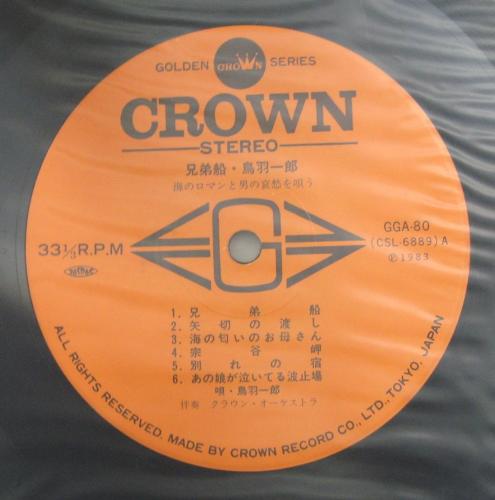 GOLDEN CROWN SERIES
CROWN
STEREO
兄弟船・鳥羽一郎
海のロマンと男の哀愁を唄う
33⅓R.P.M
G
GGA-80
(CSL-6889)A
Ⓟ1983
1. 兄弟船
2. 矢切の渡し
3. 海の匂いのお母さん
4. 宗谷岬
5. 別れの宿
6. あの娘が泣いてる波止場
唄・鳥羽一郎
伴奏 クラウン・オーケストラ
ALL RIGHTS RESERVED. MADE BY CROWN RECORD CO., LTD., TOKYO, JAPAN